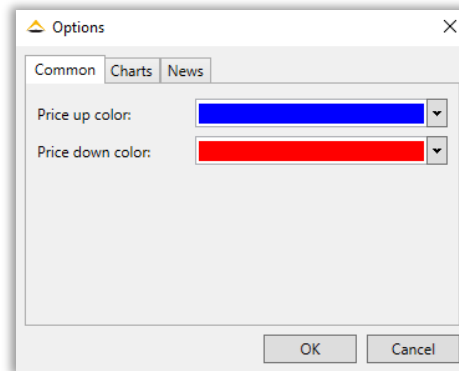 Options
Common Charts News
Price up color:
Price down color:
OK Cancel